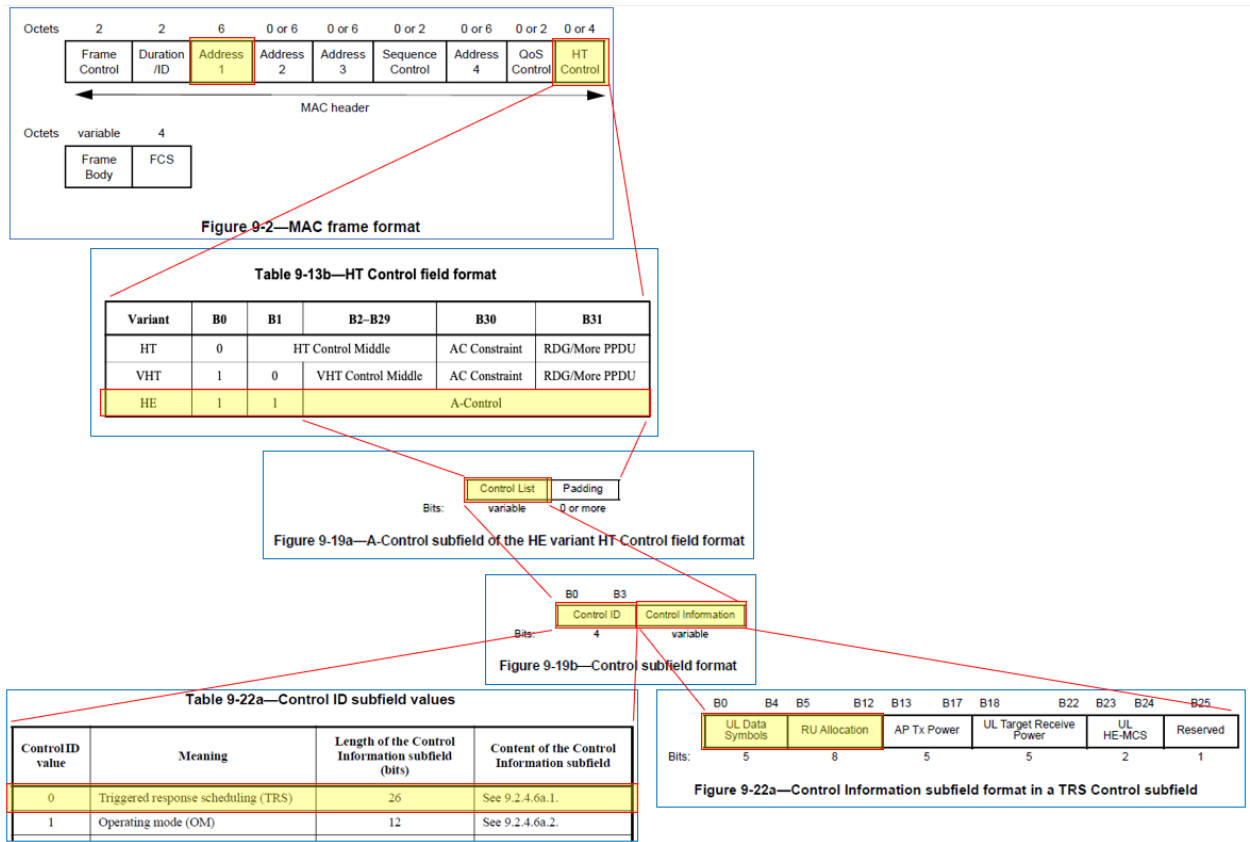 Octets 2 2 6 0 or 6 0 or 6 0 or 2 0 or 6 0 or 2 0 or 4
Frame Duration Address Address Address Sequence Address QoS HT
Control /ID 1 2 3 Control 4 Control Control
MAC header
Octets variable 4
Frame FCS
Body
Figure 9-2—MAC frame format
Table 9-13b—HT Control field format
Variant B0 B1 B2–B29 B30 B31
HT 0 HT Control Middle AC Constraint RDG/More PPDU
VHT 1 0 VHT Control Middle AC Constraint RDG/More PPDU
HE 1 1 A-Control
Control List Padding
Bits: variable 0 or more
Figure 9-19a—A-Control subfield of the HE variant HT Control field format
B0 B3
Control ID Control Information
Bits: 4 variable
Figure 9-19b—Control subfield format
Table 9-22a—Control ID subfield values
Control ID Meaning Length of the Control Content of the Control
value Information subfield Information subfield
(bits)
0 Triggered response scheduling (TRS) 26 See 9.2.4.6a.1.
1 Operating mode (OM) 12 See 9.2.4.6a.2.
B0 B4 B5 B12 B13 B17 B18 B22 B23 B24 B25
UL Data RU Allocation AP Tx Power UL Target Receive UL Reserved
Symbols Power HE-MCS
Bits: 5 8 5 5 2 1
Figure 9-22a—Control Information subfield format in a TRS Control subfield